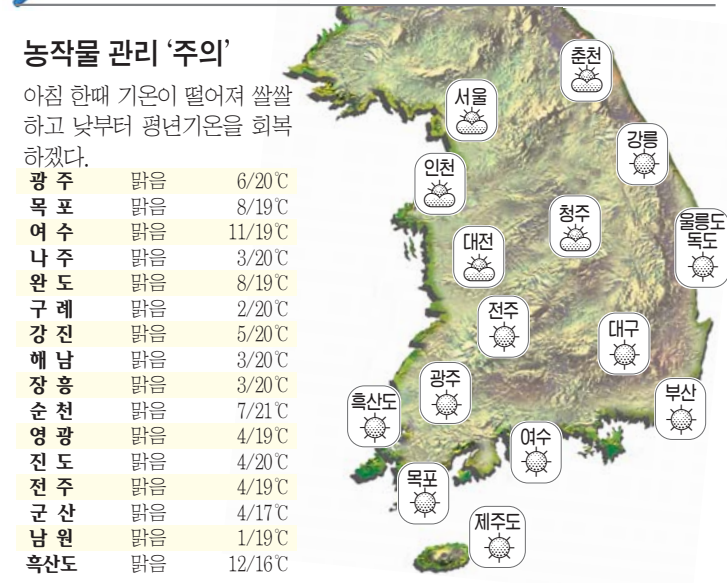 농작물 관리 ‘주의’
아침 한때 기온이 떨어져 쌀쌀
하고 낮부터 평년기온을 회복
하겠다.
광 주 맑음 6/20℃
목 포 맑음 8/19℃
여 수 맑음 11/19℃
나 주 맑음 3/20℃
완 도 맑음 8/19℃
구 례 맑음 2/20℃
강 진 맑음 5/20℃
해 남 맑음 3/20℃
장 흥 맑음 3/20℃
순 천 맑음 7/21℃
영 광 맑음 4/19℃
진 도 맑음 4/20℃
전 주 맑음 4/19℃
군 산 맑음 4/17℃
남 원 맑음 1/19℃
흑산도 맑음 12/16℃
춘천
서울
강릉
인천
청주
울릉도
독도
대전
전주
대구
광주
부산
흑산도
여수
목포
제주도